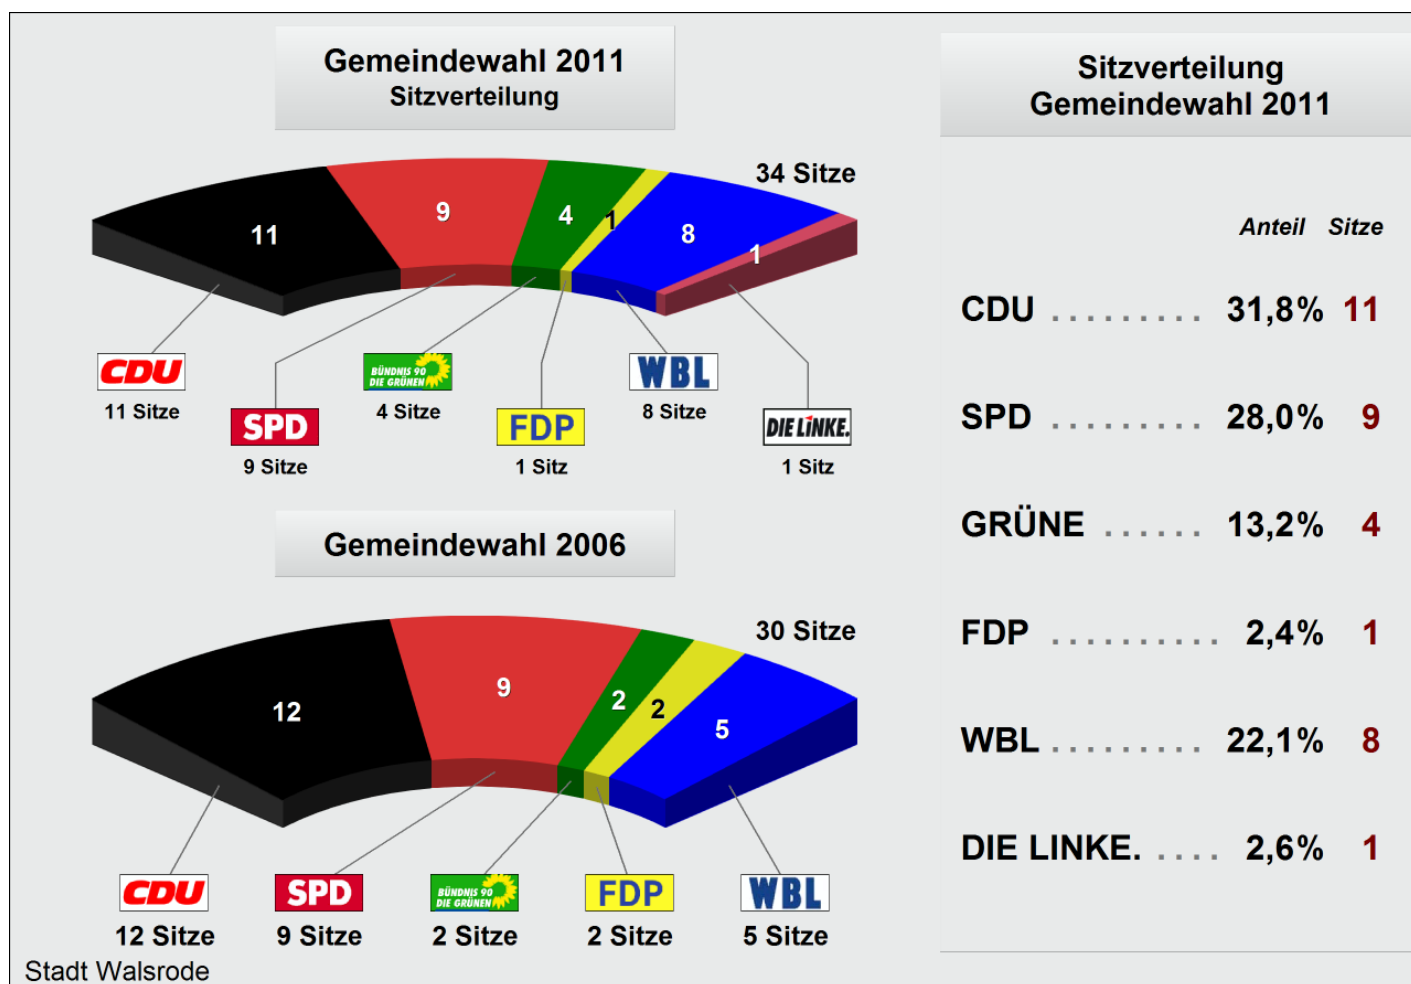 Gemeindewahl 2011
Sitzverteilung
34 Sitze
11
9
4
1
8
1
CDU
11 Sitze
SPD
9 Sitze
BÜNDNIS 90
DIE GRÜNEN
4 Sitze
FDP
1 Sitz
WBL
8 Sitze
DIE LINKE.
1 Sitz
Gemeindewahl 2006
30 Sitze
12
9
2
2
5
CDU
12 Sitze
SPD
9 Sitze
BÜNDNIS 90
DIE GRÜNEN
2 Sitze
FDP
2 Sitze
WBL
5 Sitze
Stadt Walsrode
Sitzverteilung
Gemeindewahl 2011
Anteil Sitze
CDU ......... 31,8% 11
SPD ......... 28,0% 9
GRÜNE ...... 13,2% 4
FDP .......... 2,4% 1
WBL ......... 22,1% 8
DIE LINKE. .... 2,6% 1